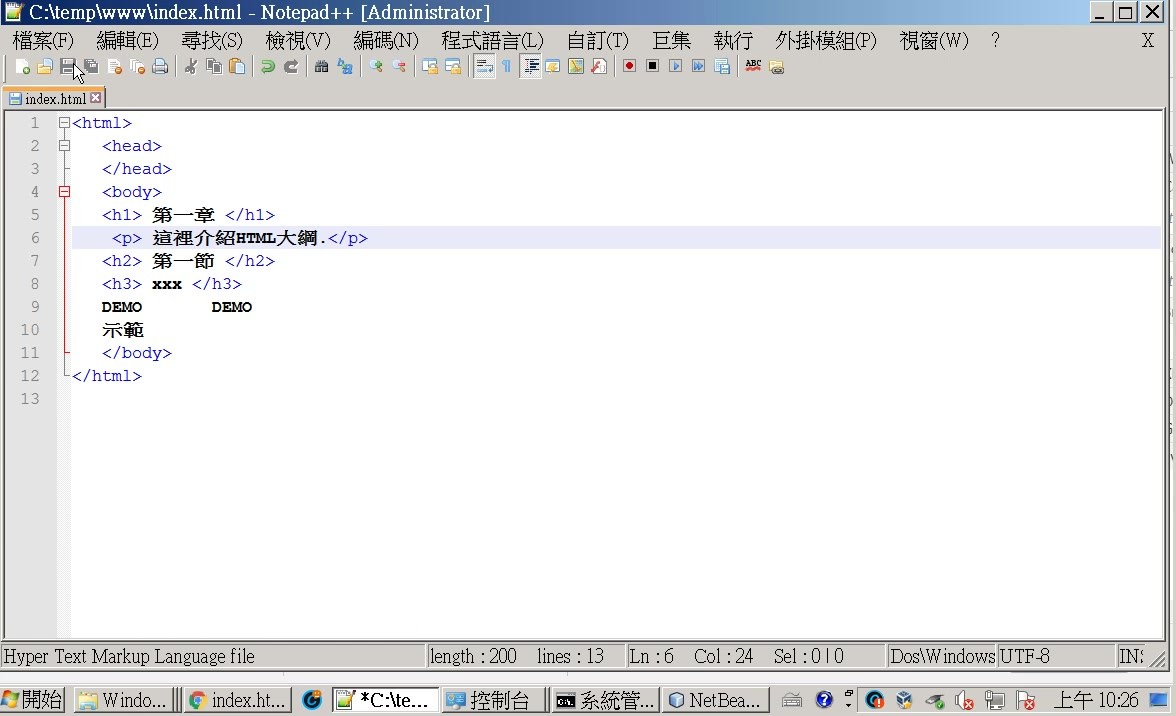 C:\temp\www\index.html - Notepad++ [Administrator]
檔案(F) 編輯(E) 尋找(S) 檢視(V) 編碼(N) 程式語言(L) 自訂(T) 巨集 執行 外掛模組(P) 視窗(W) ? X
ABC
index.html
1 <html>
2 <head>
3 </head>
4 <body>
5 <h1> 第一章 </h1>
6 <p> 這裡介紹HTML大綱.</p>
7 <h2> 第一節 </h2>
8 <h3> xxx </h3>
9 DEMO DEMO
10 示範
11 </body>
12 </html>
13
Hyper Text Markup Language file length : 200 lines : 13 Ln : 6 Col : 24 Sel : 0 | 0 Dos\Windows UTF-8 INS
開始 Windo... index.ht... *C:\te... 控制台 系統管... NetBea... 上午 10:26